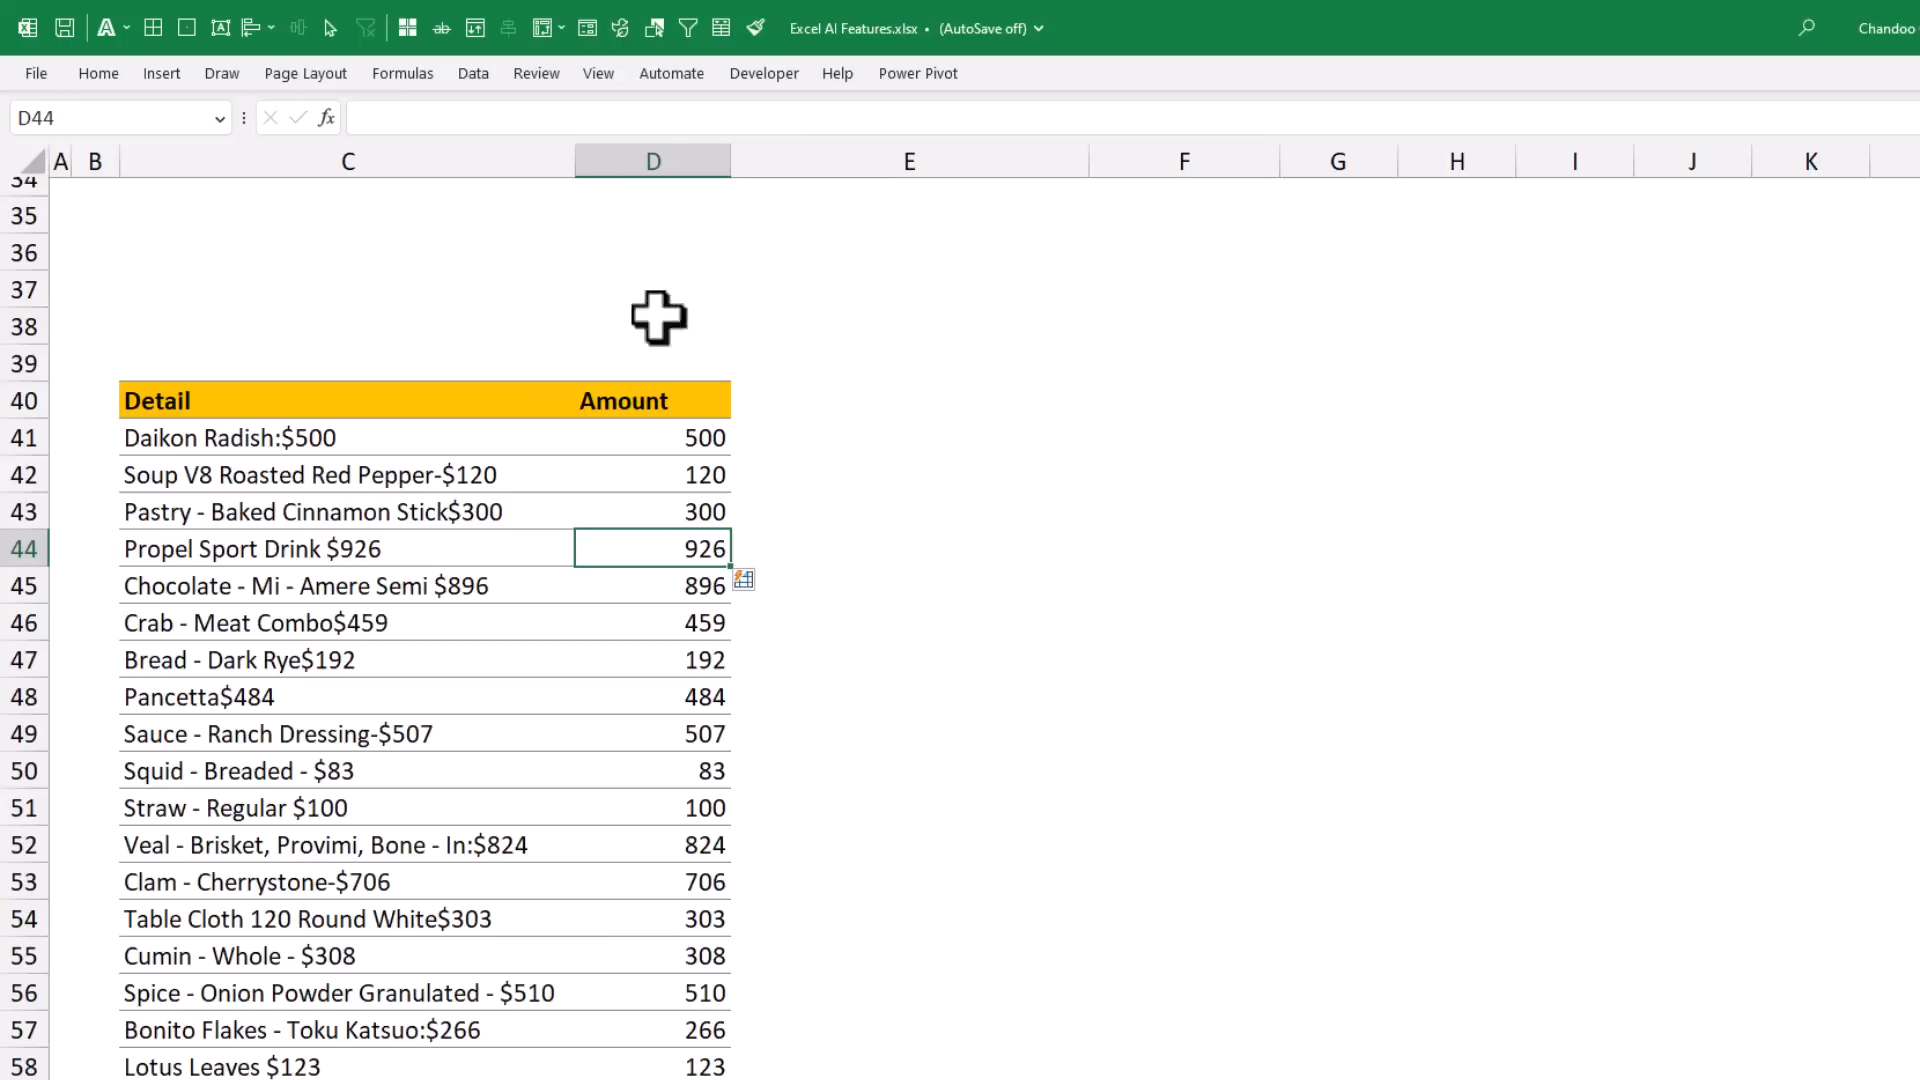 Excel AI Features.xlsx • (AutoSave off)
Chandoo
File Home Insert Draw Page Layout Formulas Data Review View Automate Developer Help Power Pivot
D44 fx
A B C D E F G H I J K
34
35
36
37
38
39
40 Detail Amount
41 Daikon Radish:$500 500
42 Soup V8 Roasted Red Pepper-$120 120
43 Pastry - Baked Cinnamon Stick$300 300
44 Propel Sport Drink $926 926
45 Chocolate - Mi - Amere Semi $896 896
46 Crab - Meat Combo$459 459
47 Bread - Dark Rye$192 192
48 Pancetta$484 484
49 Sauce - Ranch Dressing-$507 507
50 Squid - Breaded - $83 83
51 Straw - Regular $100 100
52 Veal - Brisket, Provimi, Bone - In:$824 824
53 Clam - Cherrystone-$706 706
54 Table Cloth 120 Round White$303 303
55 Cumin - Whole - $308 308
56 Spice - Onion Powder Granulated - $510 510
57 Bonito Flakes - Toku Katsuo:$266 266
58 Lotus Leaves $123 123